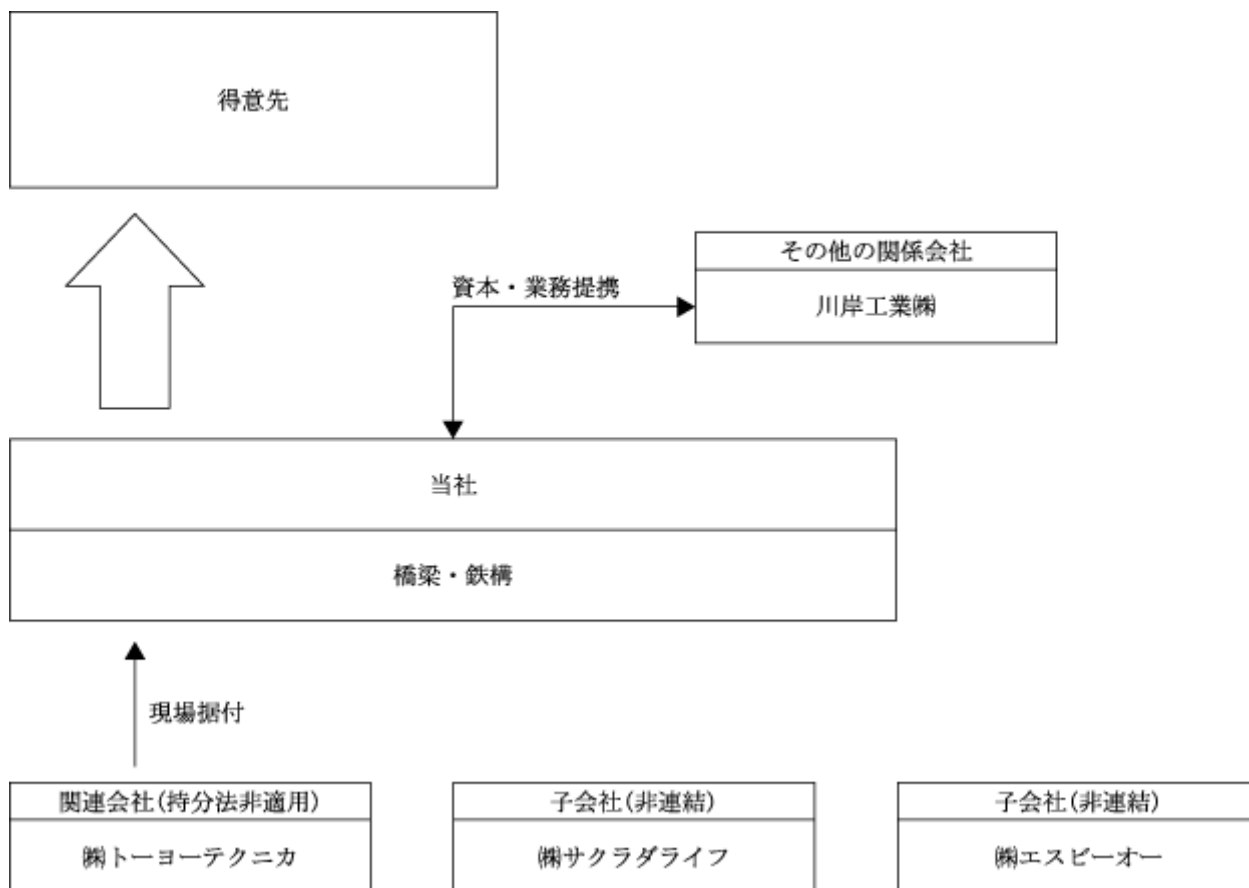 得意先
その他の関係会社
資本・業務提携
川岸工業㈱
当社
橋梁・鉄構
現場据付
関連会社(持分法非適用)
㈱トーヨーテクニカ
子会社(非連結)
㈱サクラダライフ
子会社(非連結)
㈱エスビーオー